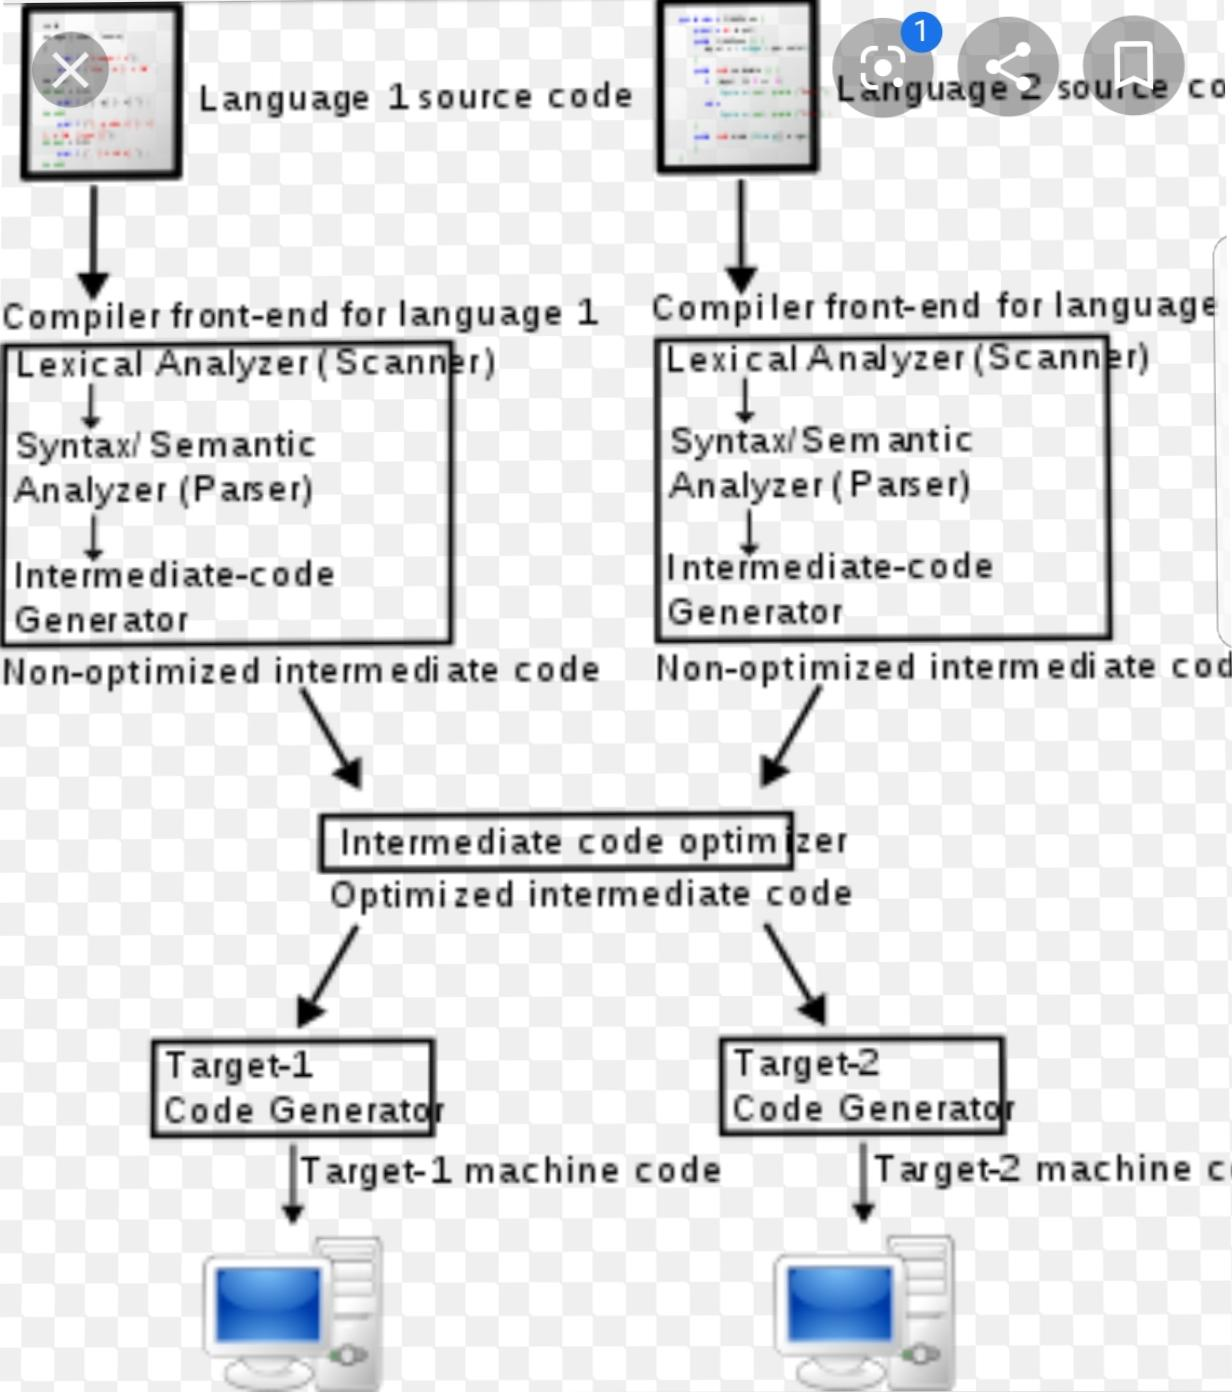 1
Language 1 source code
Language 2 source co
Compiler front-end for language 1
Compiler front-end for language
Lexical Analyzer (Scanner)
Syntax/Semantic
Analyzer (Parser)
Intermediate-code
Generator
Lexical Analyzer (Scanner)
Syntax/Semantic
Analyzer (Parser)
Intermediate-code
Generator
Non-optimized intermediate code
Non-optimized intermediate cod
Intermediate code optimizer
Optimized intermediate code
Target-1
Code Generator
Target-2
Code Generator
Target-1 machine code
Target-2 machine c